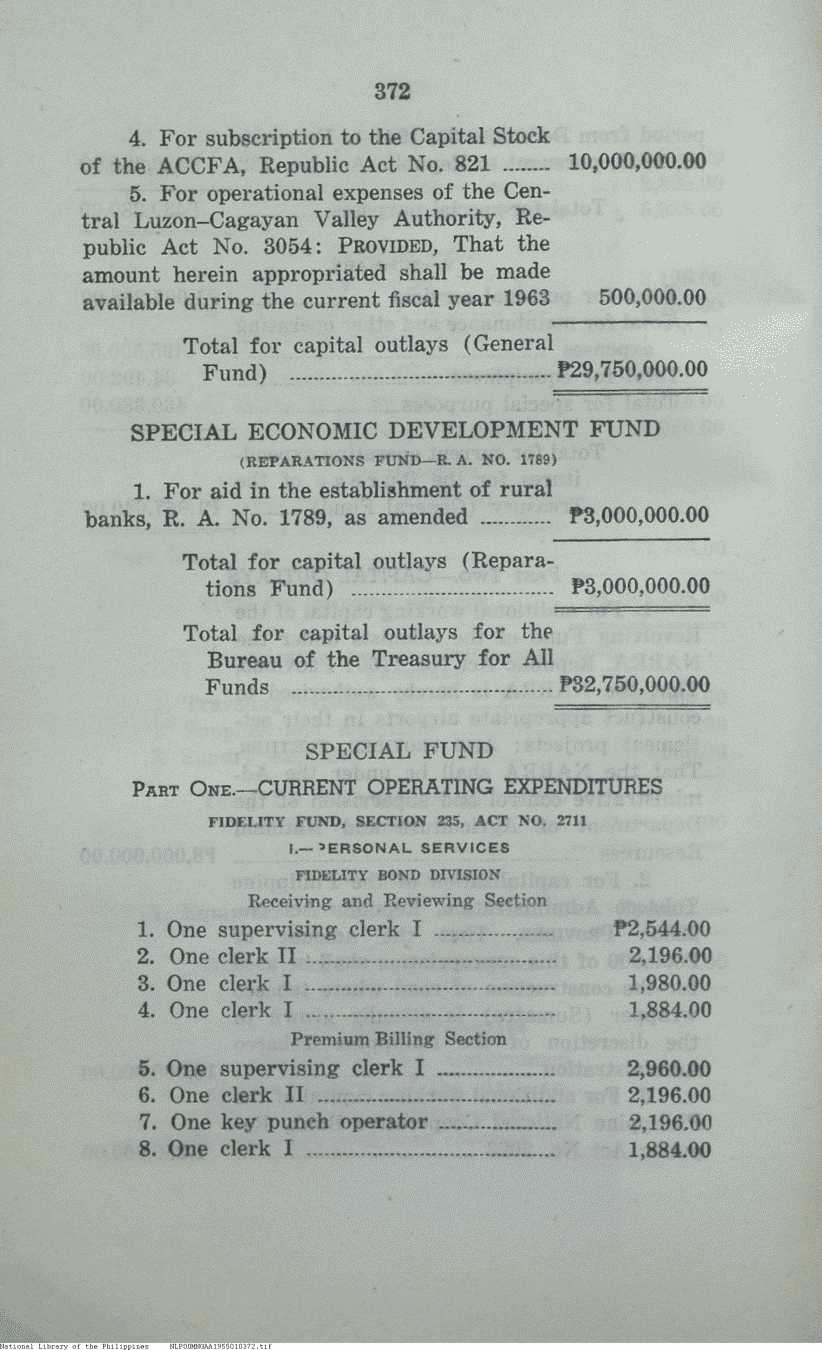 372
4. For subscription to the Capital Stock
of the ACCFA, Republic Act No. 821 ........ 10,000,000.00
5. For operational expenses of the Cen-
tral Luzon–Cagayan Valley Authority, Re-
public Act No. 3054: PROVIDED, That the
amount herein appropriated shall be made
available during the current fiscal year 1963 500,000.00
Total for capital outlays (General
Fund) ........ ₱29,750,000.00
SPECIAL ECONOMIC DEVELOPMENT FUND
(REPARATIONS FUND—R. A. NO. 1789)
1. For aid in the establishment of rural
banks, R. A. No. 1789, as amended ........ ₱3,000,000.00
Total for capital outlays (Repara-
tions Fund) ........ ₱3,000,000.00
Total for capital outlays for the
Bureau of the Treasury for All
Funds ........ ₱32,750,000.00
SPECIAL FUND
PART ONE.—CURRENT OPERATING EXPENDITURES
FIDELITY FUND, SECTION 235, ACT NO. 2711
I.—PERSONAL SERVICES
FIDELITY BOND DIVISION
Receiving and Reviewing Section
1. One supervising clerk I ........ ₱2,544.00
2. One clerk II ........ 2,196.00
3. One clerk I ........ 1,980.00
4. One clerk I ........ 1,884.00
Premium Billing Section
5. One supervising clerk I ........ 2,960.00
6. One clerk II ........ 2,196.00
7. One key punch operator ........ 2,196.00
8. One clerk I ........ 1,884.00
National Library of the Philippines NLPOUMN0AA1955010372.tif